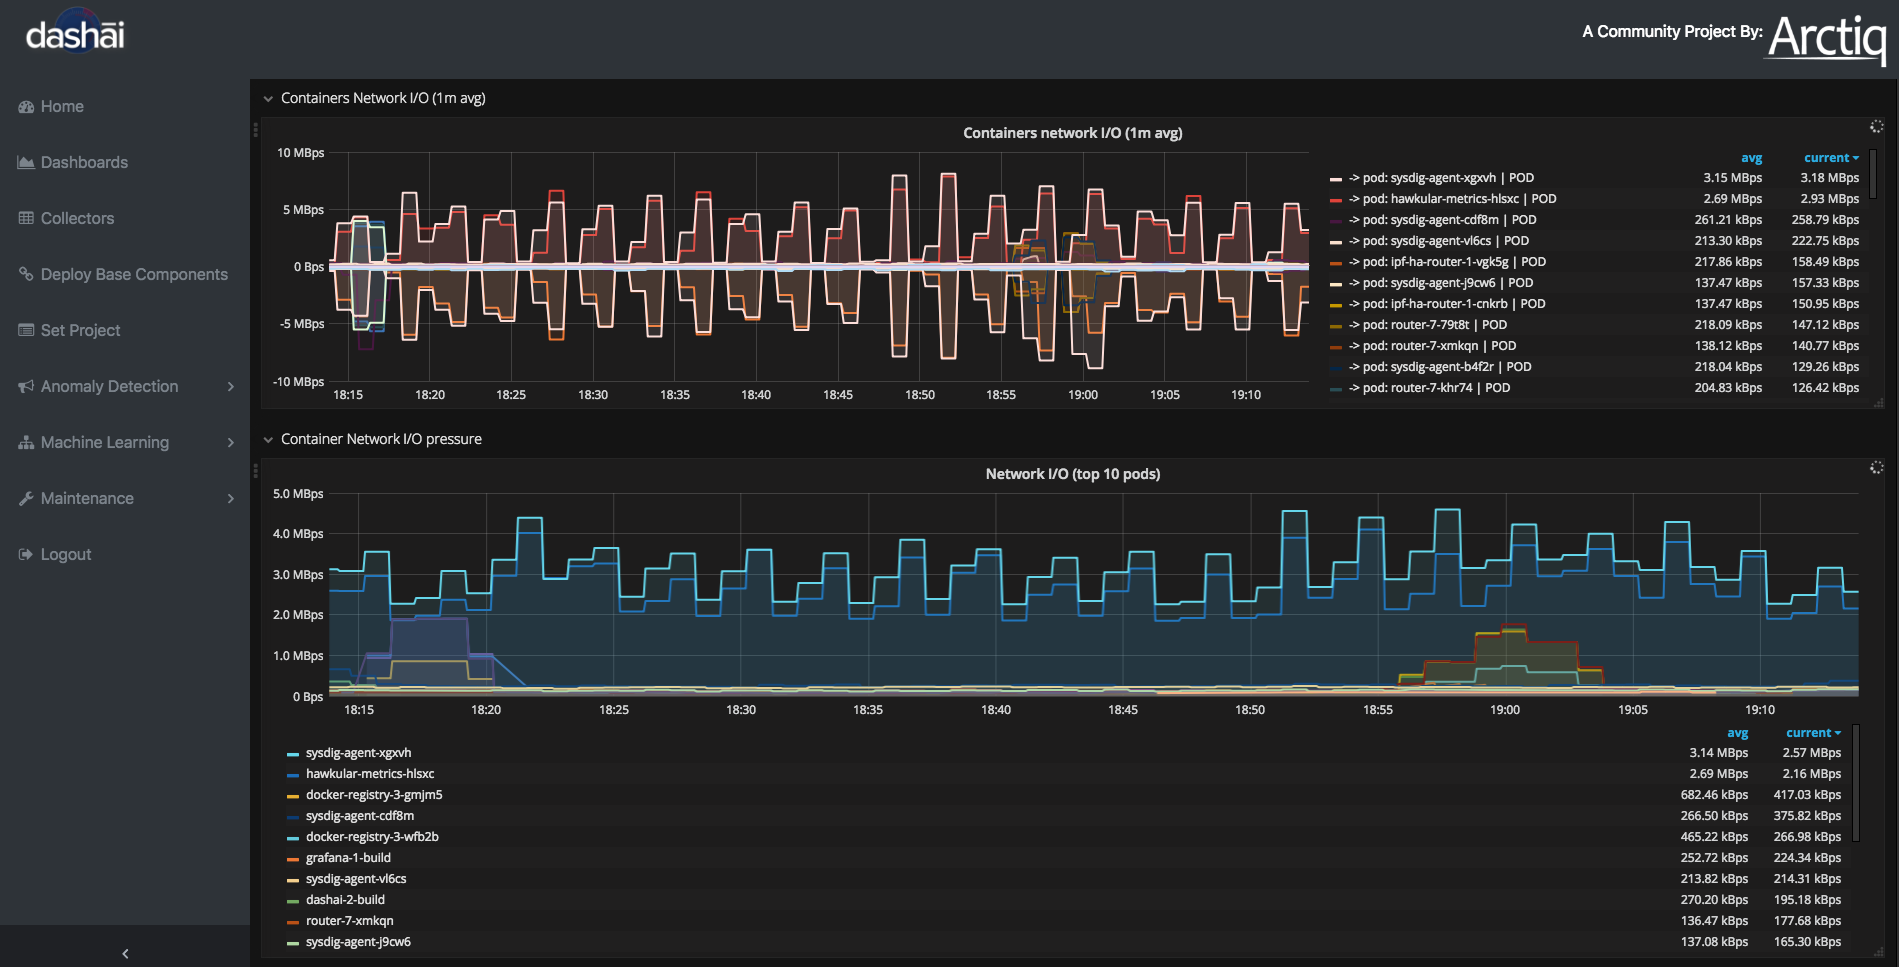 dashāi
A Community Project By: Arctiq
Home
Dashboards
Collectors
Deploy Base Components
Set Project
Anomaly Detection
Machine Learning
Maintenance
Logout
Containers Network I/O (1m avg)
Containers network I/O (1m avg)
10 MBps
5 MBps
0 Bps
-5 MBps
-10 MBps
18:15 18:20 18:25 18:30 18:35 18:40 18:45 18:50 18:55 19:00 19:05 19:10
avg current
-> pod: sysdig-agent-xgxvh | POD 3.15 MBps 3.18 MBps
-> pod: hawkular-metrics-hlsxc | POD 2.69 MBps 2.93 MBps
-> pod: sysdig-agent-cdf8m | POD 261.21 kBps 258.79 kBps
-> pod: sysdig-agent-vl6cs | POD 213.30 kBps 222.75 kBps
-> pod: ipf-ha-router-1-vgk5g | POD 217.86 kBps 158.49 kBps
-> pod: sysdig-agent-j9cw6 | POD 137.47 kBps 157.33 kBps
-> pod: ipf-ha-router-1-cnkrb | POD 137.47 kBps 150.95 kBps
-> pod: router-7-79t8t | POD 218.09 kBps 147.12 kBps
-> pod: router-7-xmkqn | POD 138.12 kBps 140.77 kBps
-> pod: sysdig-agent-b4f2r | POD 218.04 kBps 129.26 kBps
-> pod: router-7-khr74 | POD 204.83 kBps 126.42 kBps
Container Network I/O pressure
Network I/O (top 10 pods)
5.0 MBps
4.0 MBps
3.0 MBps
2.0 MBps
1.0 MBps
0 Bps
18:15 18:20 18:25 18:30 18:35 18:40 18:45 18:50 18:55 19:00 19:05 19:10
avg current
sysdig-agent-xgxvh 3.14 MBps 2.57 MBps
hawkular-metrics-hlsxc 2.69 MBps 2.16 MBps
docker-registry-3-gmjm5 682.46 kBps 417.03 kBps
sysdig-agent-cdf8m 266.50 kBps 375.82 kBps
docker-registry-3-wfb2b 465.22 kBps 266.98 kBps
grafana-1-build 252.72 kBps 224.34 kBps
sysdig-agent-vl6cs 213.82 kBps 214.31 kBps
dashai-2-build 270.20 kBps 195.18 kBps
router-7-xmkqn 136.47 kBps 177.68 kBps
sysdig-agent-j9cw6 137.08 kBps 165.30 kBps